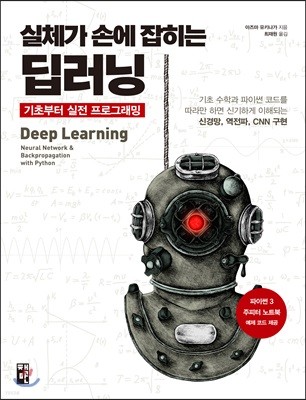 아즈마 유키나가 지음
최재원 옮김
실체가 손에 잡히는
딥러닝
기초부터 실전 프로그래밍
Deep Learning
Neural Network &
Backpropagation
with Python
기초 수학과 파이썬 코드를
따라만 하면 신기하게 이해되는
신경망, 역전파, CNN 구현
파이썬 3
주피터 노트북
예제 코드 제공